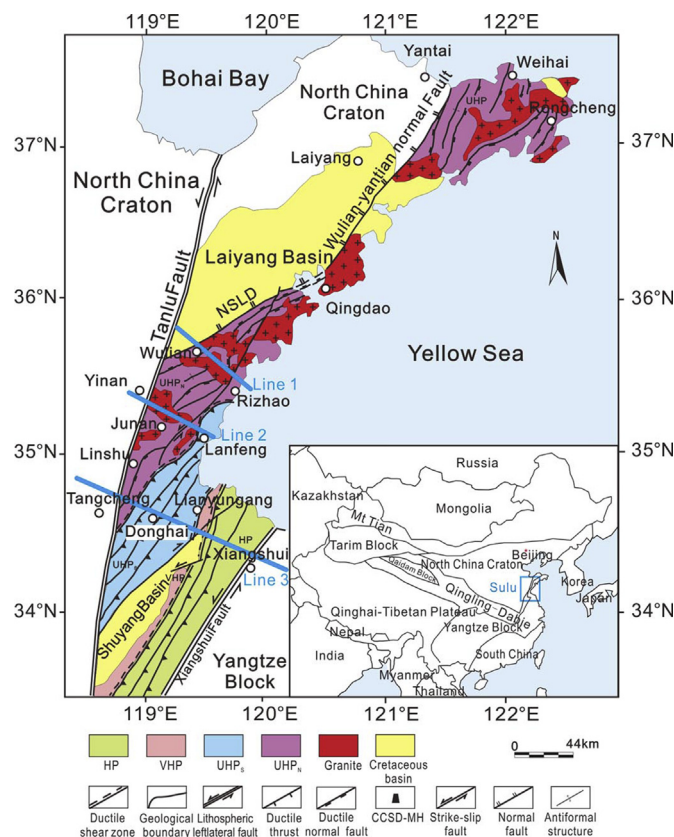 119°E
120°E
121°E
122°E
Yantai
Weihai
Bohai Bay
North China
Craton
UHP
Rongcheng
37°N
37°N
Laiyang
Wulian-yantian normal Fault
North China
Craton
N
Laiyang Basin
TanluFault
NSLD
36°N
36°N
Qingdao
Wulian
Yellow Sea
Yinan
UHPN
Line 1
Rizhao
Junan
Line 2
Lanfeng
35°N
35°N
Linshu
Tangcheng
Lianyungang
Donghai
HP
Xiangshui
UHPS
HP
Line 3
34°N
34°N
ShuyangBasin
XiangshuiFault
Yangtze
Block
Russia
Kazakhstan
Mongolia
Mt Tian
Tarim Block
Beijing
North China Craton
Qaidam Block
Sulu
Korea
Japan
Qingling-Dabie
Qinghai-Tibetan Plateau
Yangtze Block
Nepal
India
South China
Myanmer
Thailand
119°E
120°E
121°E
122°E
HP
VHP
UHPS
UHPN
Granite
Cretaceous
basin
0
44km
Ductile
shear zone
Geological
boundary
Lithospheric
leftlateral fault
Ductile
thrust
Ductile
normal fault
CCSD-MH
Strike-slip
fault
Normal
fault
Antiformal
structure